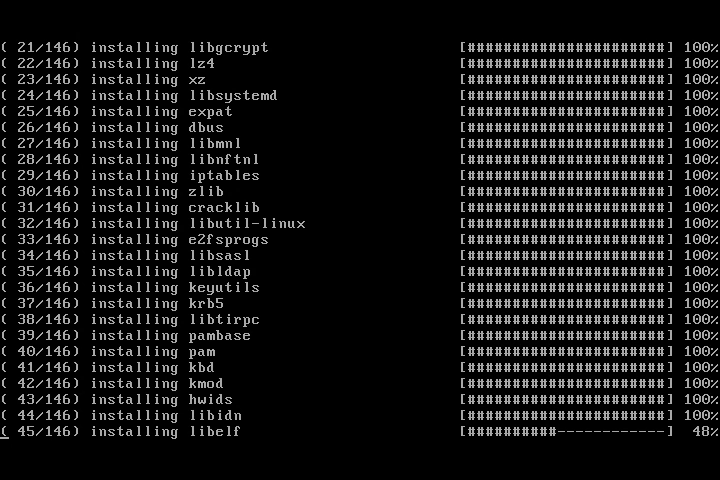 ( 21/146) installing libgcrypt [######################] 100%
( 22/146) installing lz4 [######################] 100%
( 23/146) installing xz [######################] 100%
( 24/146) installing libsystemd [######################] 100%
( 25/146) installing expat [######################] 100%
( 26/146) installing dbus [######################] 100%
( 27/146) installing libmnl [######################] 100%
( 28/146) installing libnftnl [######################] 100%
( 29/146) installing iptables [######################] 100%
( 30/146) installing zlib [######################] 100%
( 31/146) installing cracklib [######################] 100%
( 32/146) installing libutil-linux [######################] 100%
( 33/146) installing e2fsprogs [######################] 100%
( 34/146) installing libsasl [######################] 100%
( 35/146) installing libldap [######################] 100%
( 36/146) installing keyutils [######################] 100%
( 37/146) installing krb5 [######################] 100%
( 38/146) installing libtirpc [######################] 100%
( 39/146) installing pambase [######################] 100%
( 40/146) installing pam [######################] 100%
( 41/146) installing kbd [######################] 100%
( 42/146) installing kmod [######################] 100%
( 43/146) installing hwids [######################] 100%
( 44/146) installing libidn [######################] 100%
( 45/146) installing libelf [##########------------] 48%